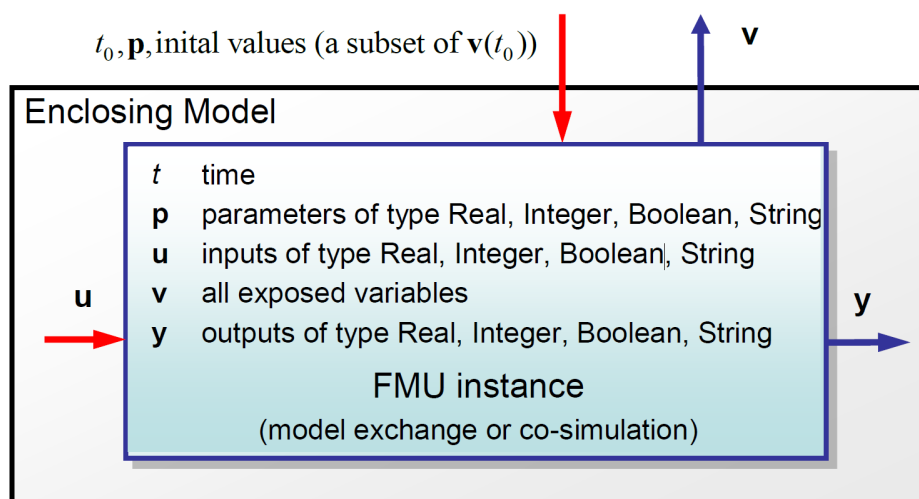 t₀, p, inital values (a subset of v(t₀))
v
Enclosing Model
t time
p parameters of type Real, Integer, Boolean, String
u inputs of type Real, Integer, Boolean, String
v all exposed variables
u
y
y outputs of type Real, Integer, Boolean, String
FMU instance
(model exchange or co-simulation)